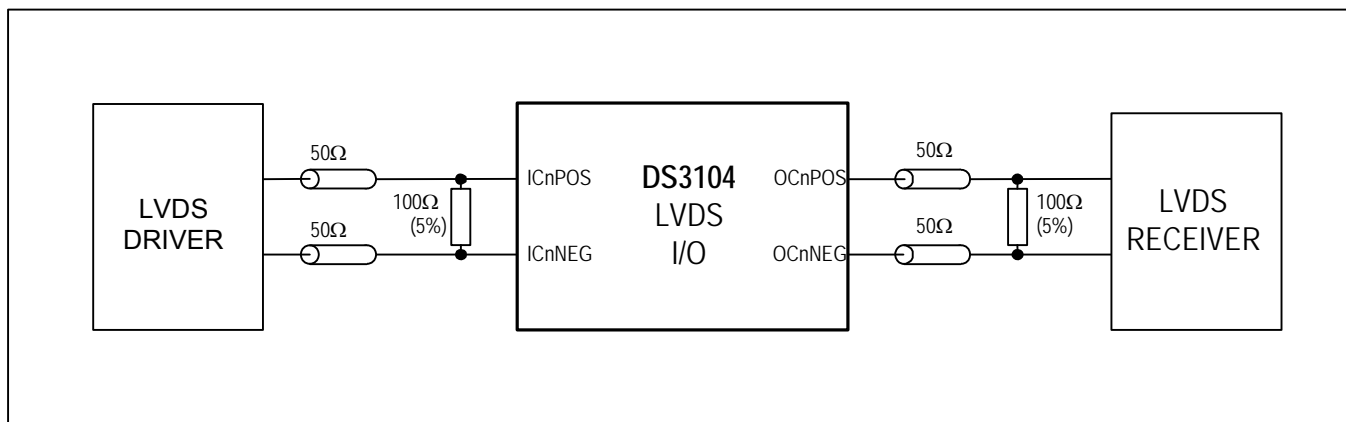 LVDS
DRIVER
50Ω
50Ω
100Ω
(5%)
ICnPOS
ICnNEG
DS3104
LVDS
I/O
OCnPOS
OCnNEG
50Ω
50Ω
100Ω
(5%)
LVDS
RECEIVER